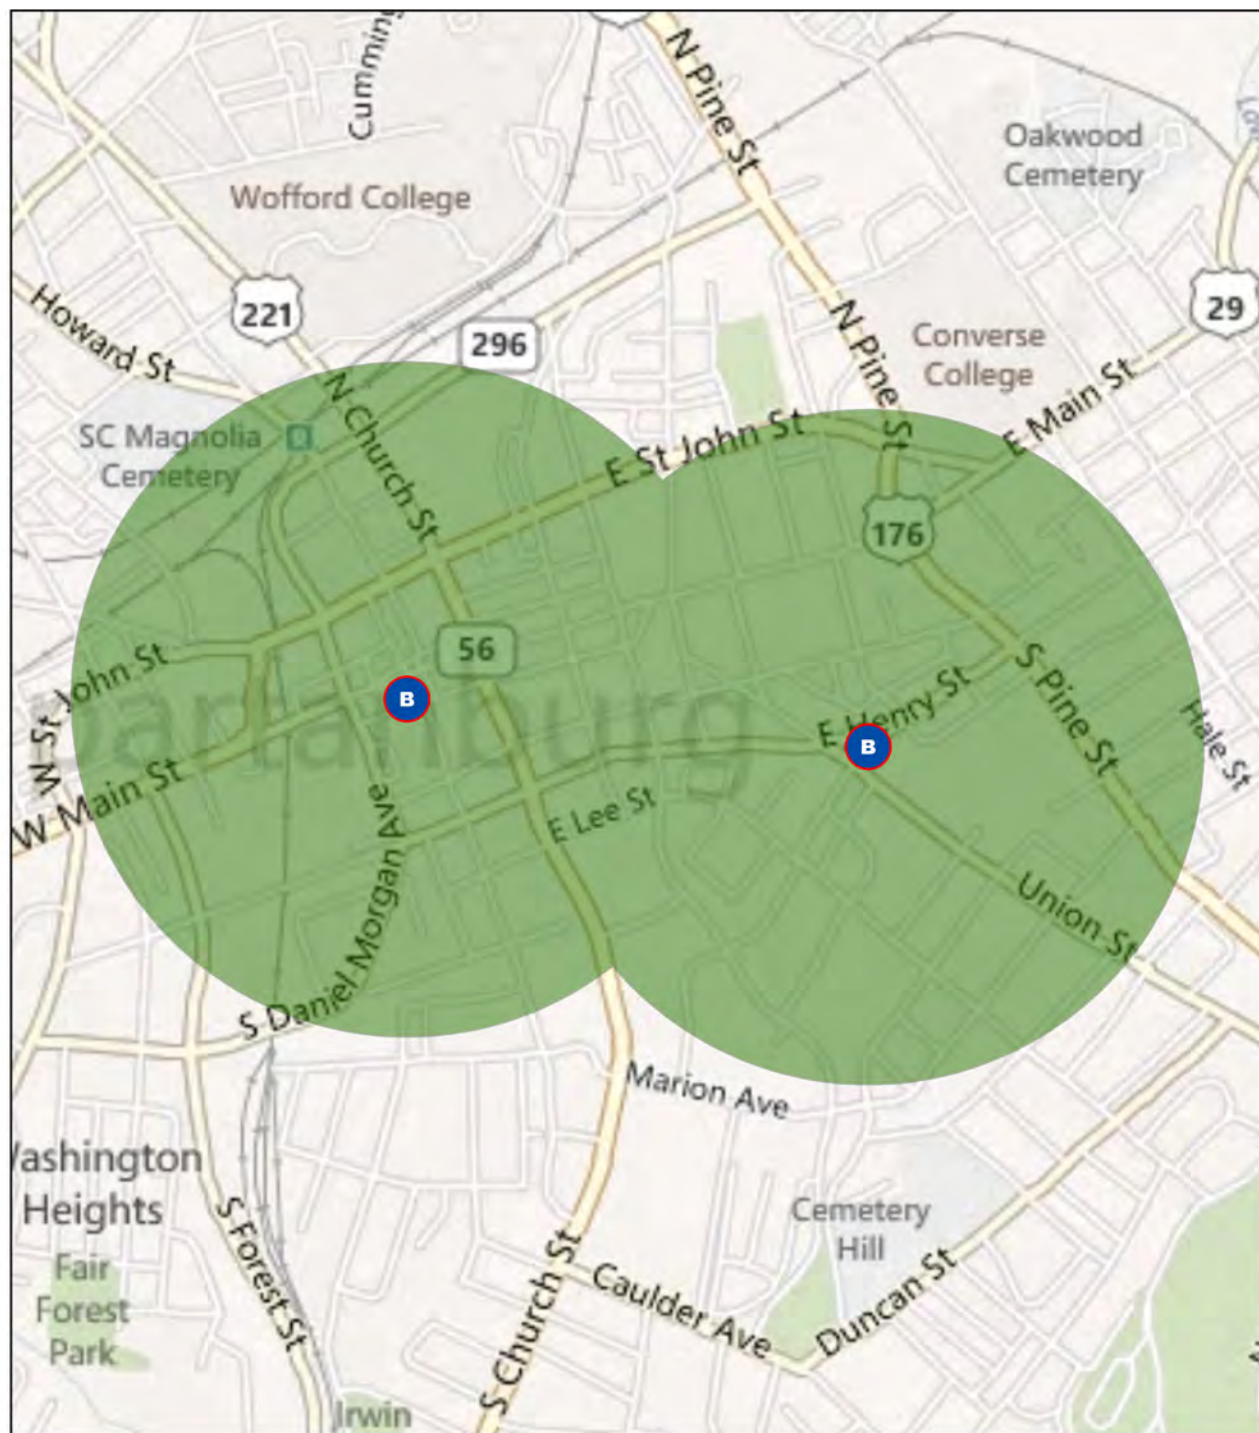 Cumming
N Pine St
Oakwood
Cemetery
Wofford College
221
296
29
Howard St
N Pine St
Converse
College
E Main St
N Church St
SC Magnolia
Cemetery
E St John St
176
56
W St John St
B
E Henry St
B
S Pine St
Hale St
partanburg
W Main St
E Lee St
S Daniel Morgan Ave
Union St
Marion Ave
Washington
Heights
S Forest St
Cemetery
Hill
Fair
Forest
Park
S Church St
Caulder Ave
Duncan St
Irwin